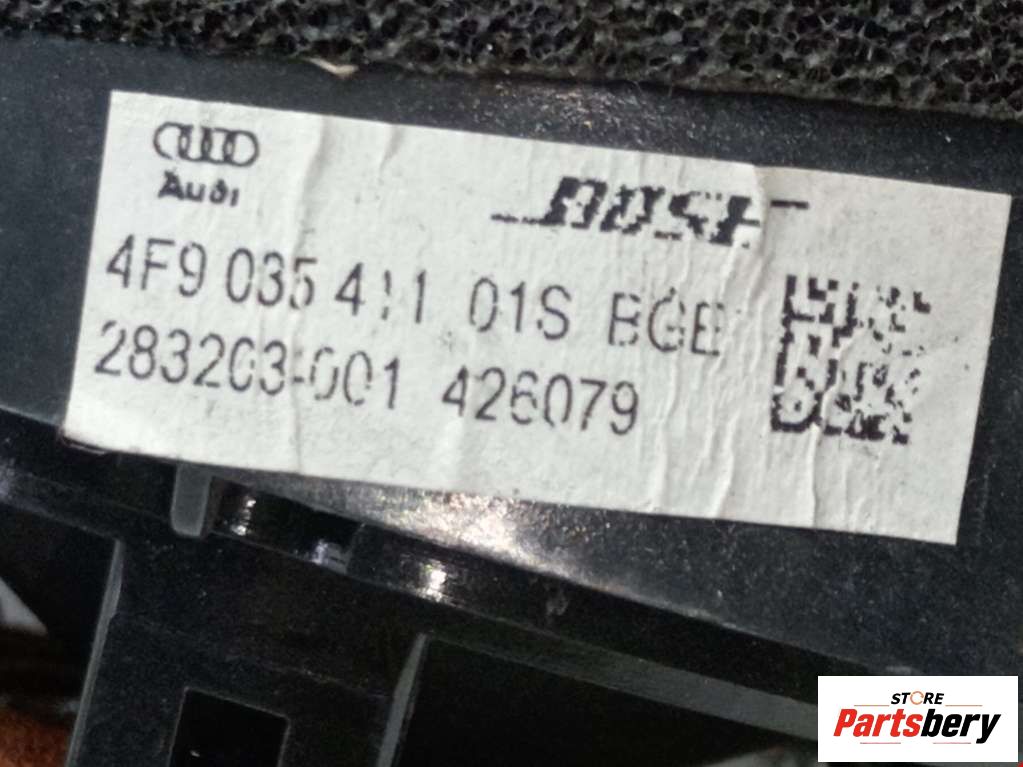 Audi
BOSE
4F9 035 411 01S BGE
283203-001 426079
STORE
Partsbery